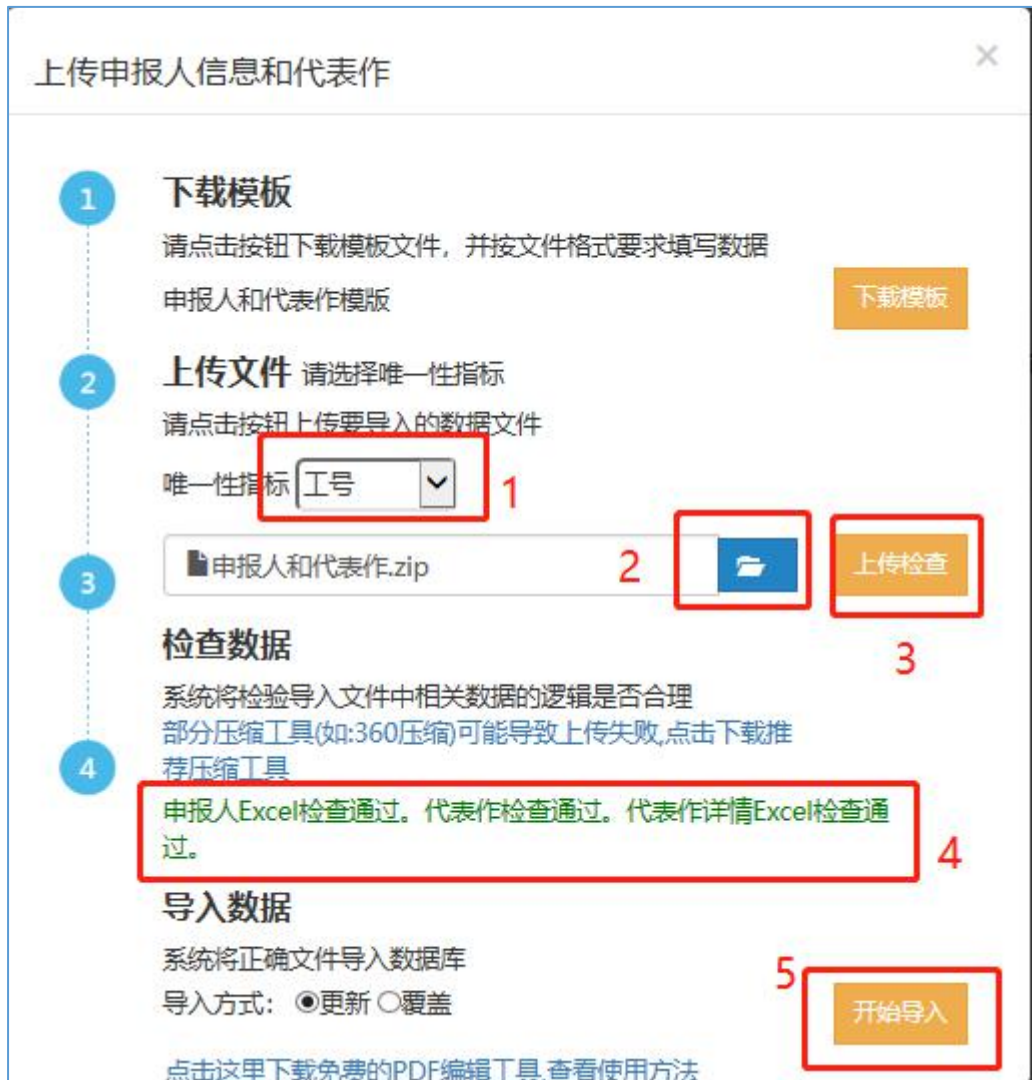 上传申报人信息和代表作
×
1
下载模板
请点击按钮下载模板文件，并按文件格式要求填写数据
申报人和代表作模版
下载模板
2
上传文件 请选择唯一性指标
请点击按钮上传要导入的数据文件
唯一性指标 工号
1
3
申报人和代表作.zip
2
上传检查
3
检查数据
系统将检验导入文件中相关数据的逻辑是否合理
部分压缩工具(如:360压缩)可能导致上传失败,点击下载推
荐压缩工具
4
申报人Excel检查通过。代表作检查通过。代表作详情Excel检查通
过。
4
导入数据
系统将正确文件导入数据库
导入方式： 更新 覆盖
5
开始导入
点击这里下载免费的PDF编辑工具,查看使用方法